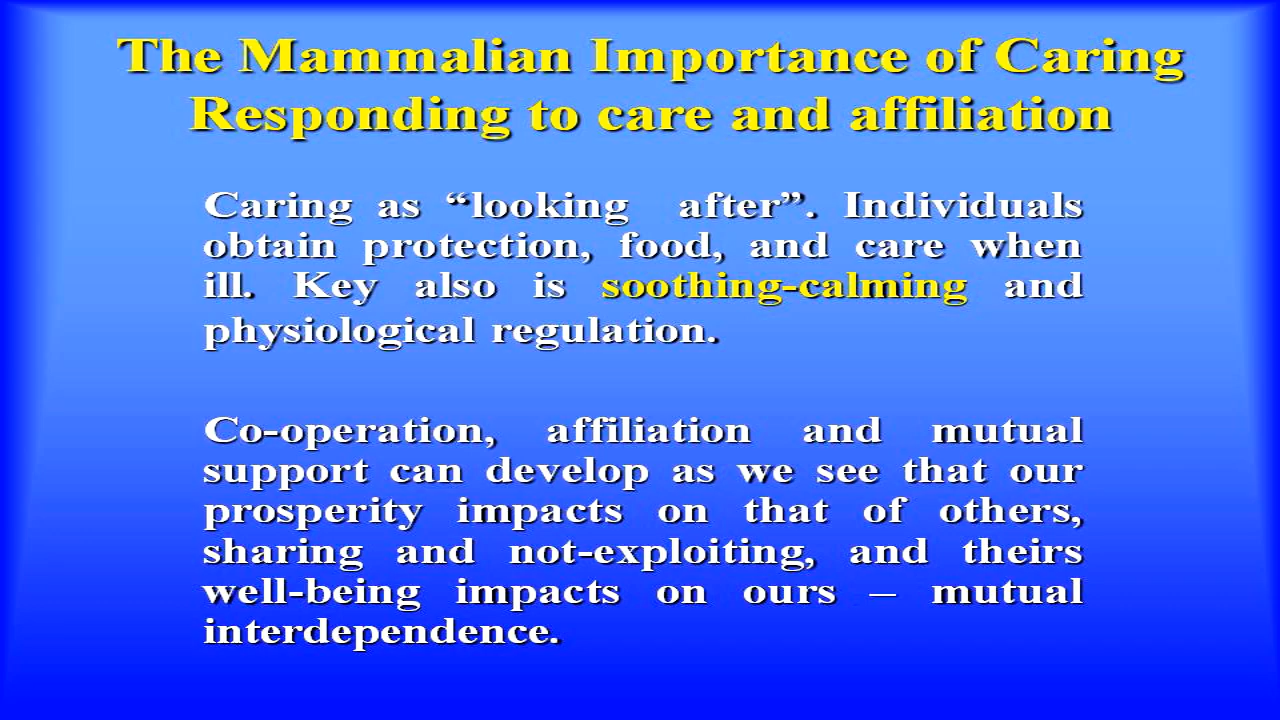 The Mammalian Importance of Caring
Responding to care and affiliation
Caring as “looking after”. Individuals
obtain protection, food, and care when
ill. Key also is soothing-calming and
physiological regulation.
Co-operation, affiliation and mutual
support can develop as we see that our
prosperity impacts on that of others,
sharing and not-exploiting, and theirs
well-being impacts on ours – mutual
interdependence.